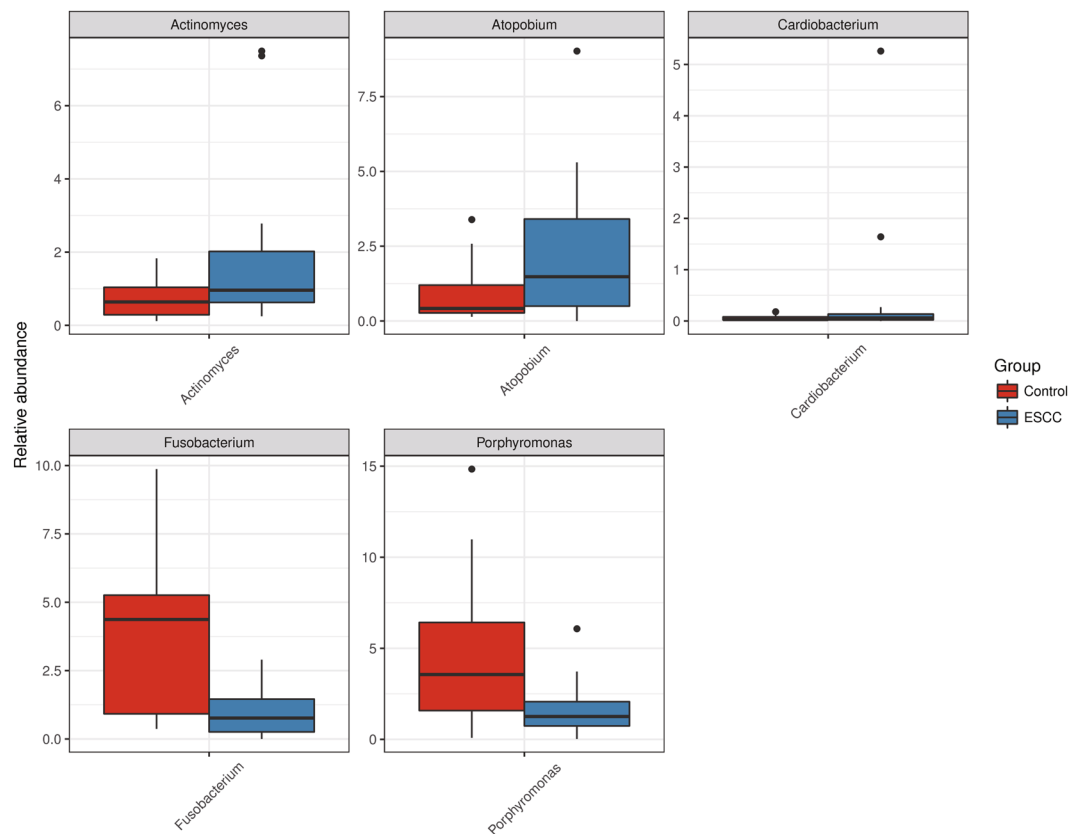 Actinomyces
Atopobium
Cardiobacterium
6
4
2
0
7.5
5.0
2.5
0.0
5
4
3
2
1
0
Actinomyces
Atopobium
Cardiobacterium
Relative abundance
Group
Control
ESCC
Fusobacterium
Porphyromonas
10.0
7.5
5.0
2.5
0.0
15
10
5
0
Fusobacterium
Porphyromonas